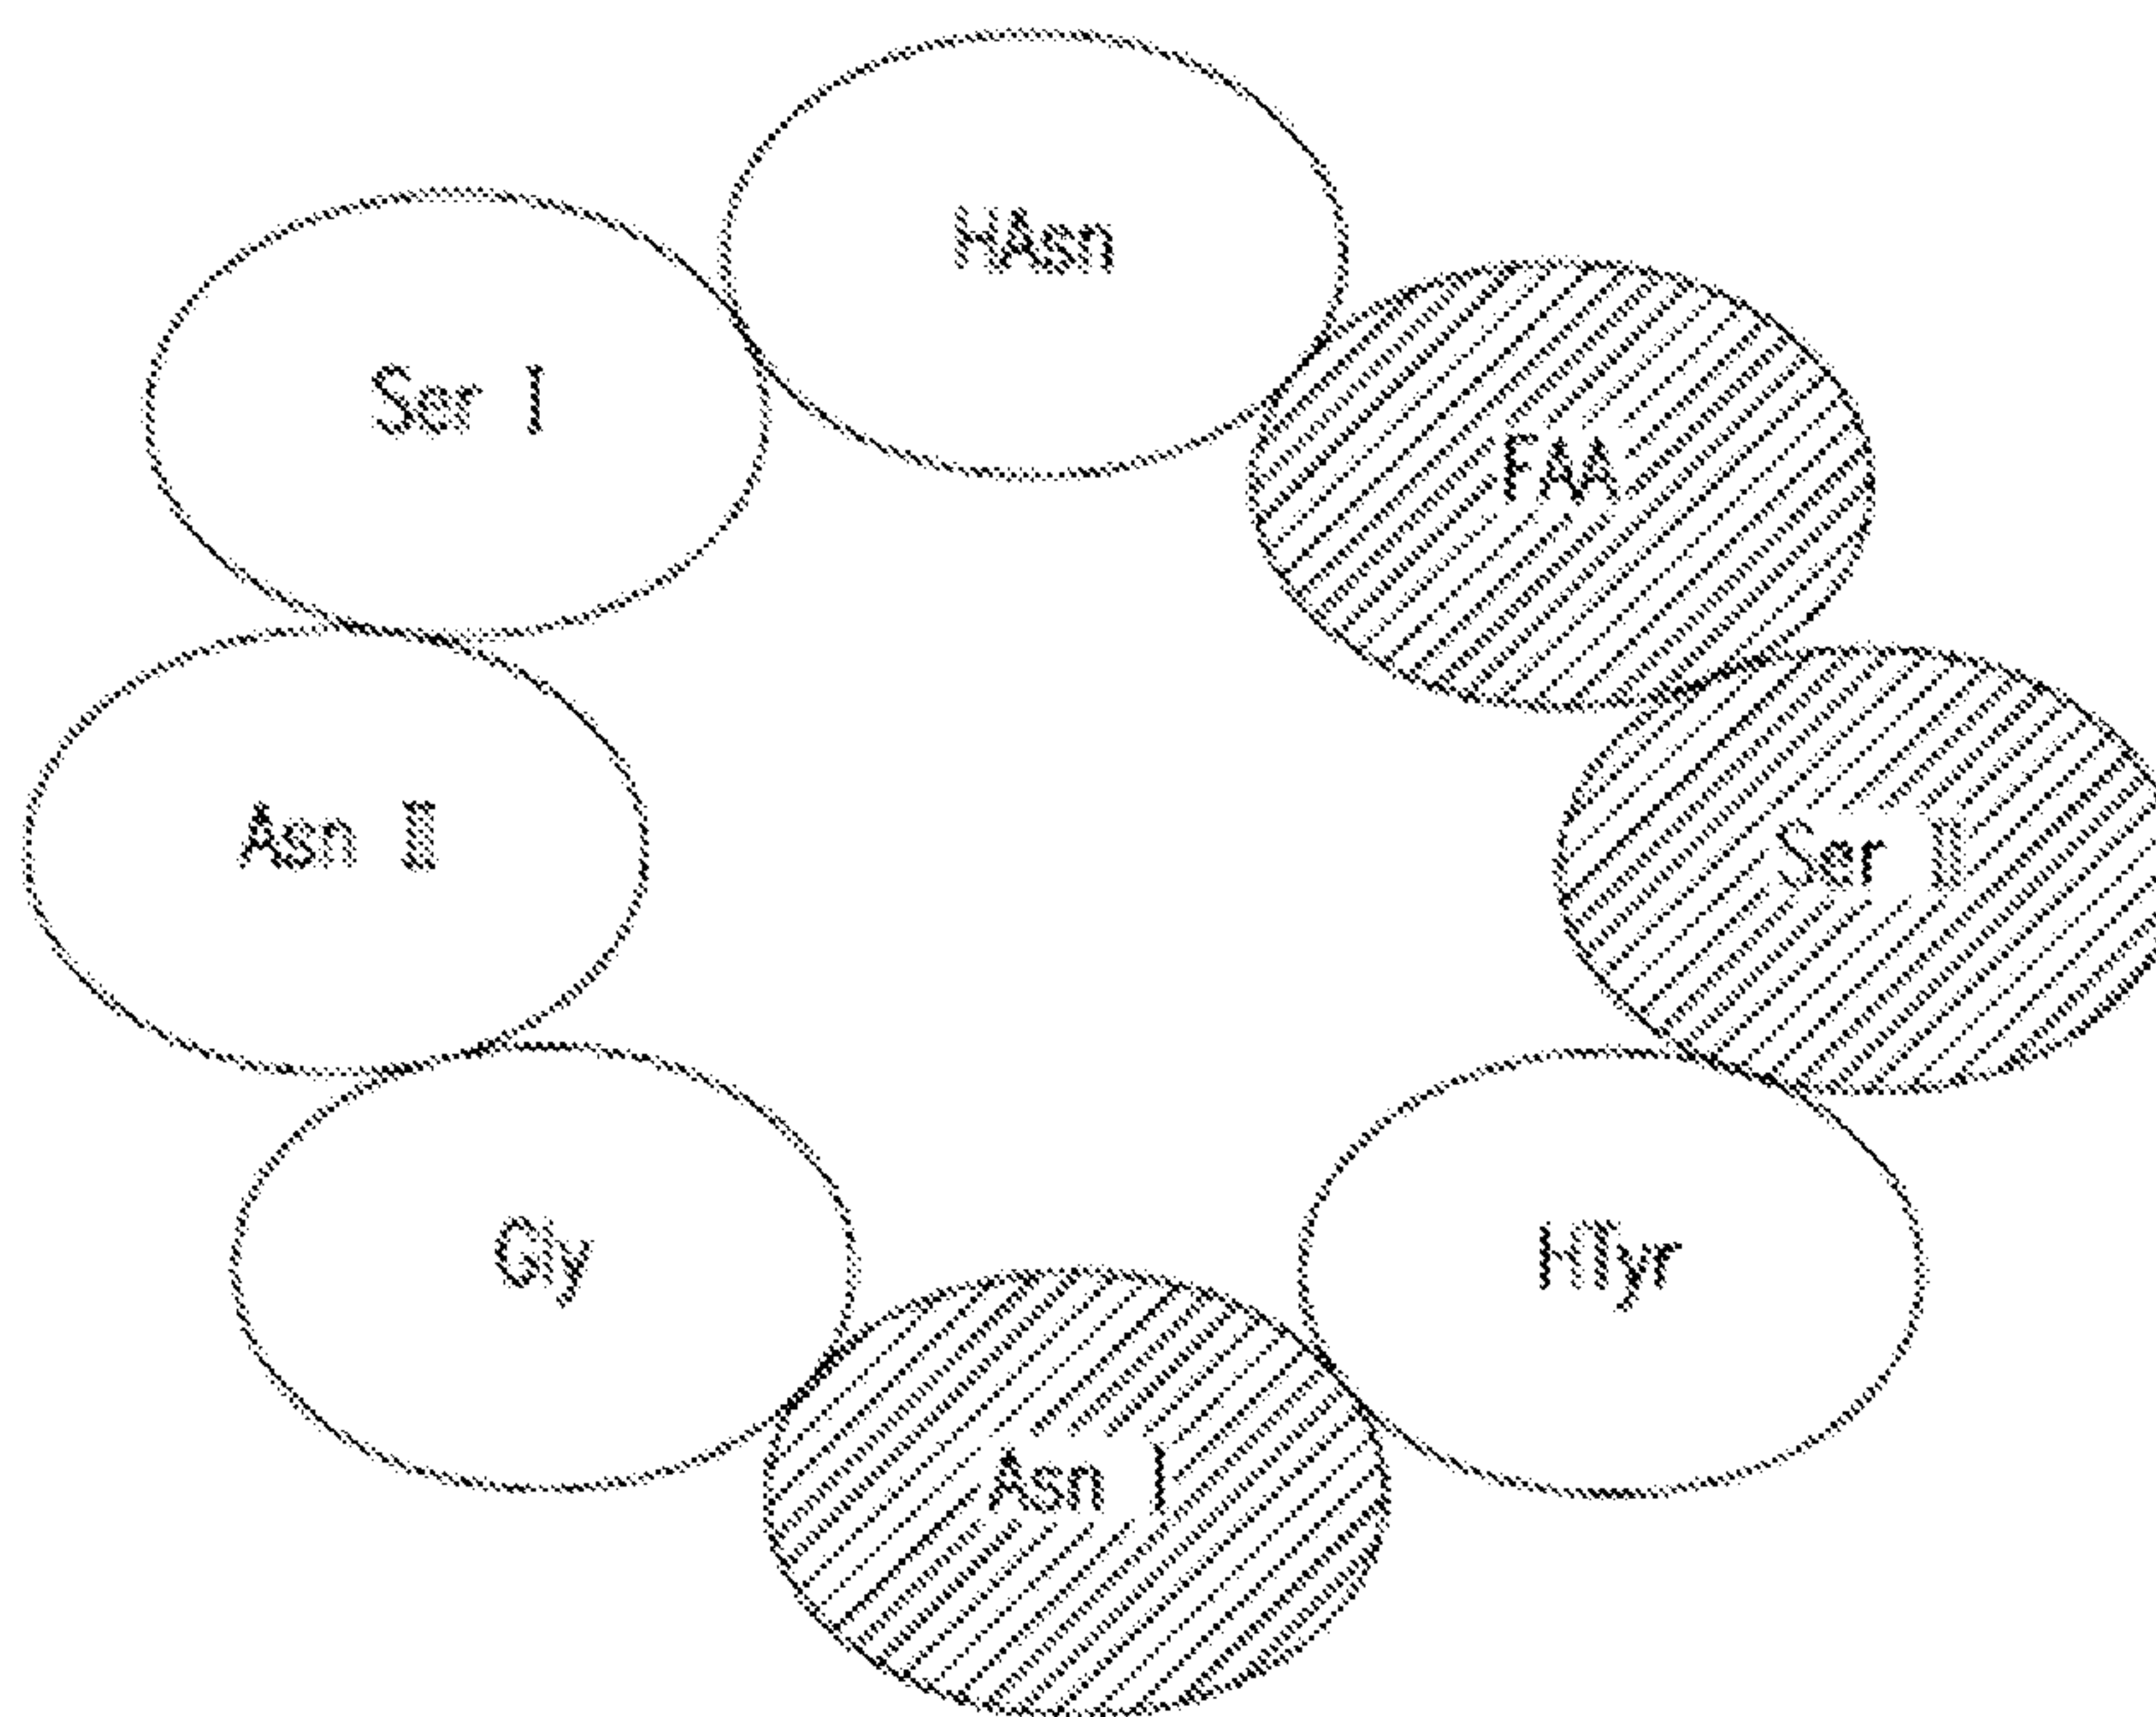 HAsn
Ser I
FAA
Asn II
Ser II
Gly
HTyr
Asn I